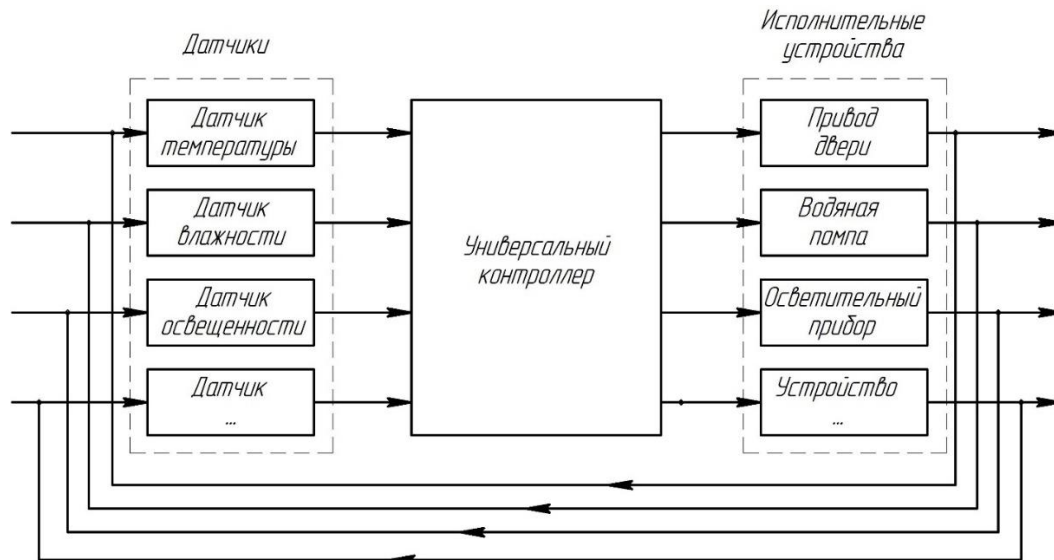 Датчики
Исполнительные
устройства
Датчик
температуры
Датчик
влажности
Датчик
освещенности
Датчик
...
Универсальный
контроллер
Привод
двери
Водяная
помпа
Осветительный
прибор
Устройство
...